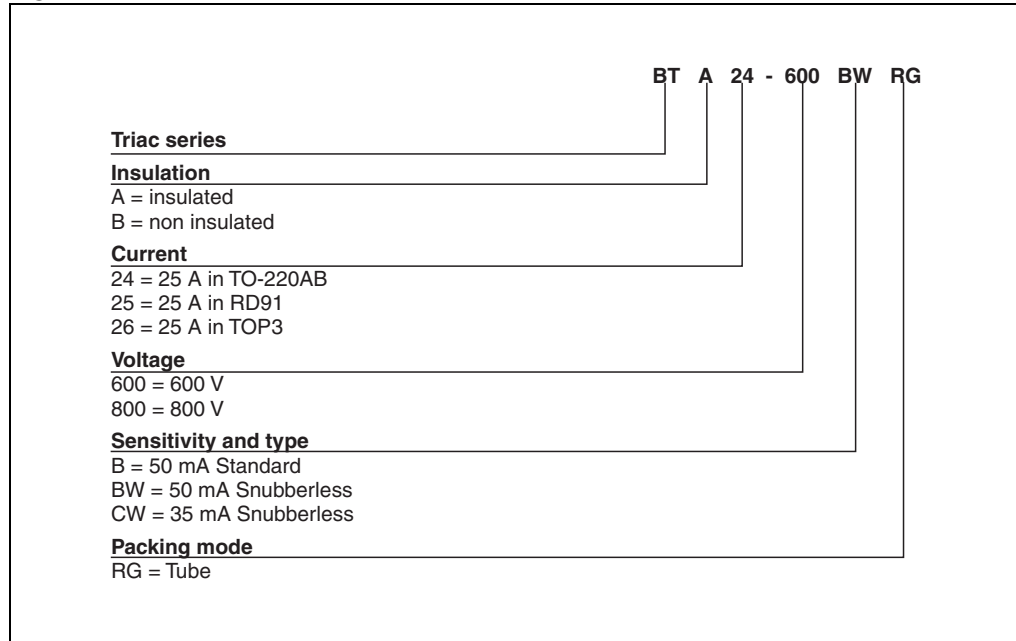 BT A 24 - 600 BW RG
Triac series
Insulation
A = insulated
B = non insulated
Current
24 = 25 A in TO-220AB
25 = 25 A in RD91
26 = 25 A in TOP3
Voltage
600 = 600 V
800 = 800 V
Sensitivity and type
B = 50 mA Standard
BW = 50 mA Snubberless
CW = 35 mA Snubberless
Packing mode
RG = Tube